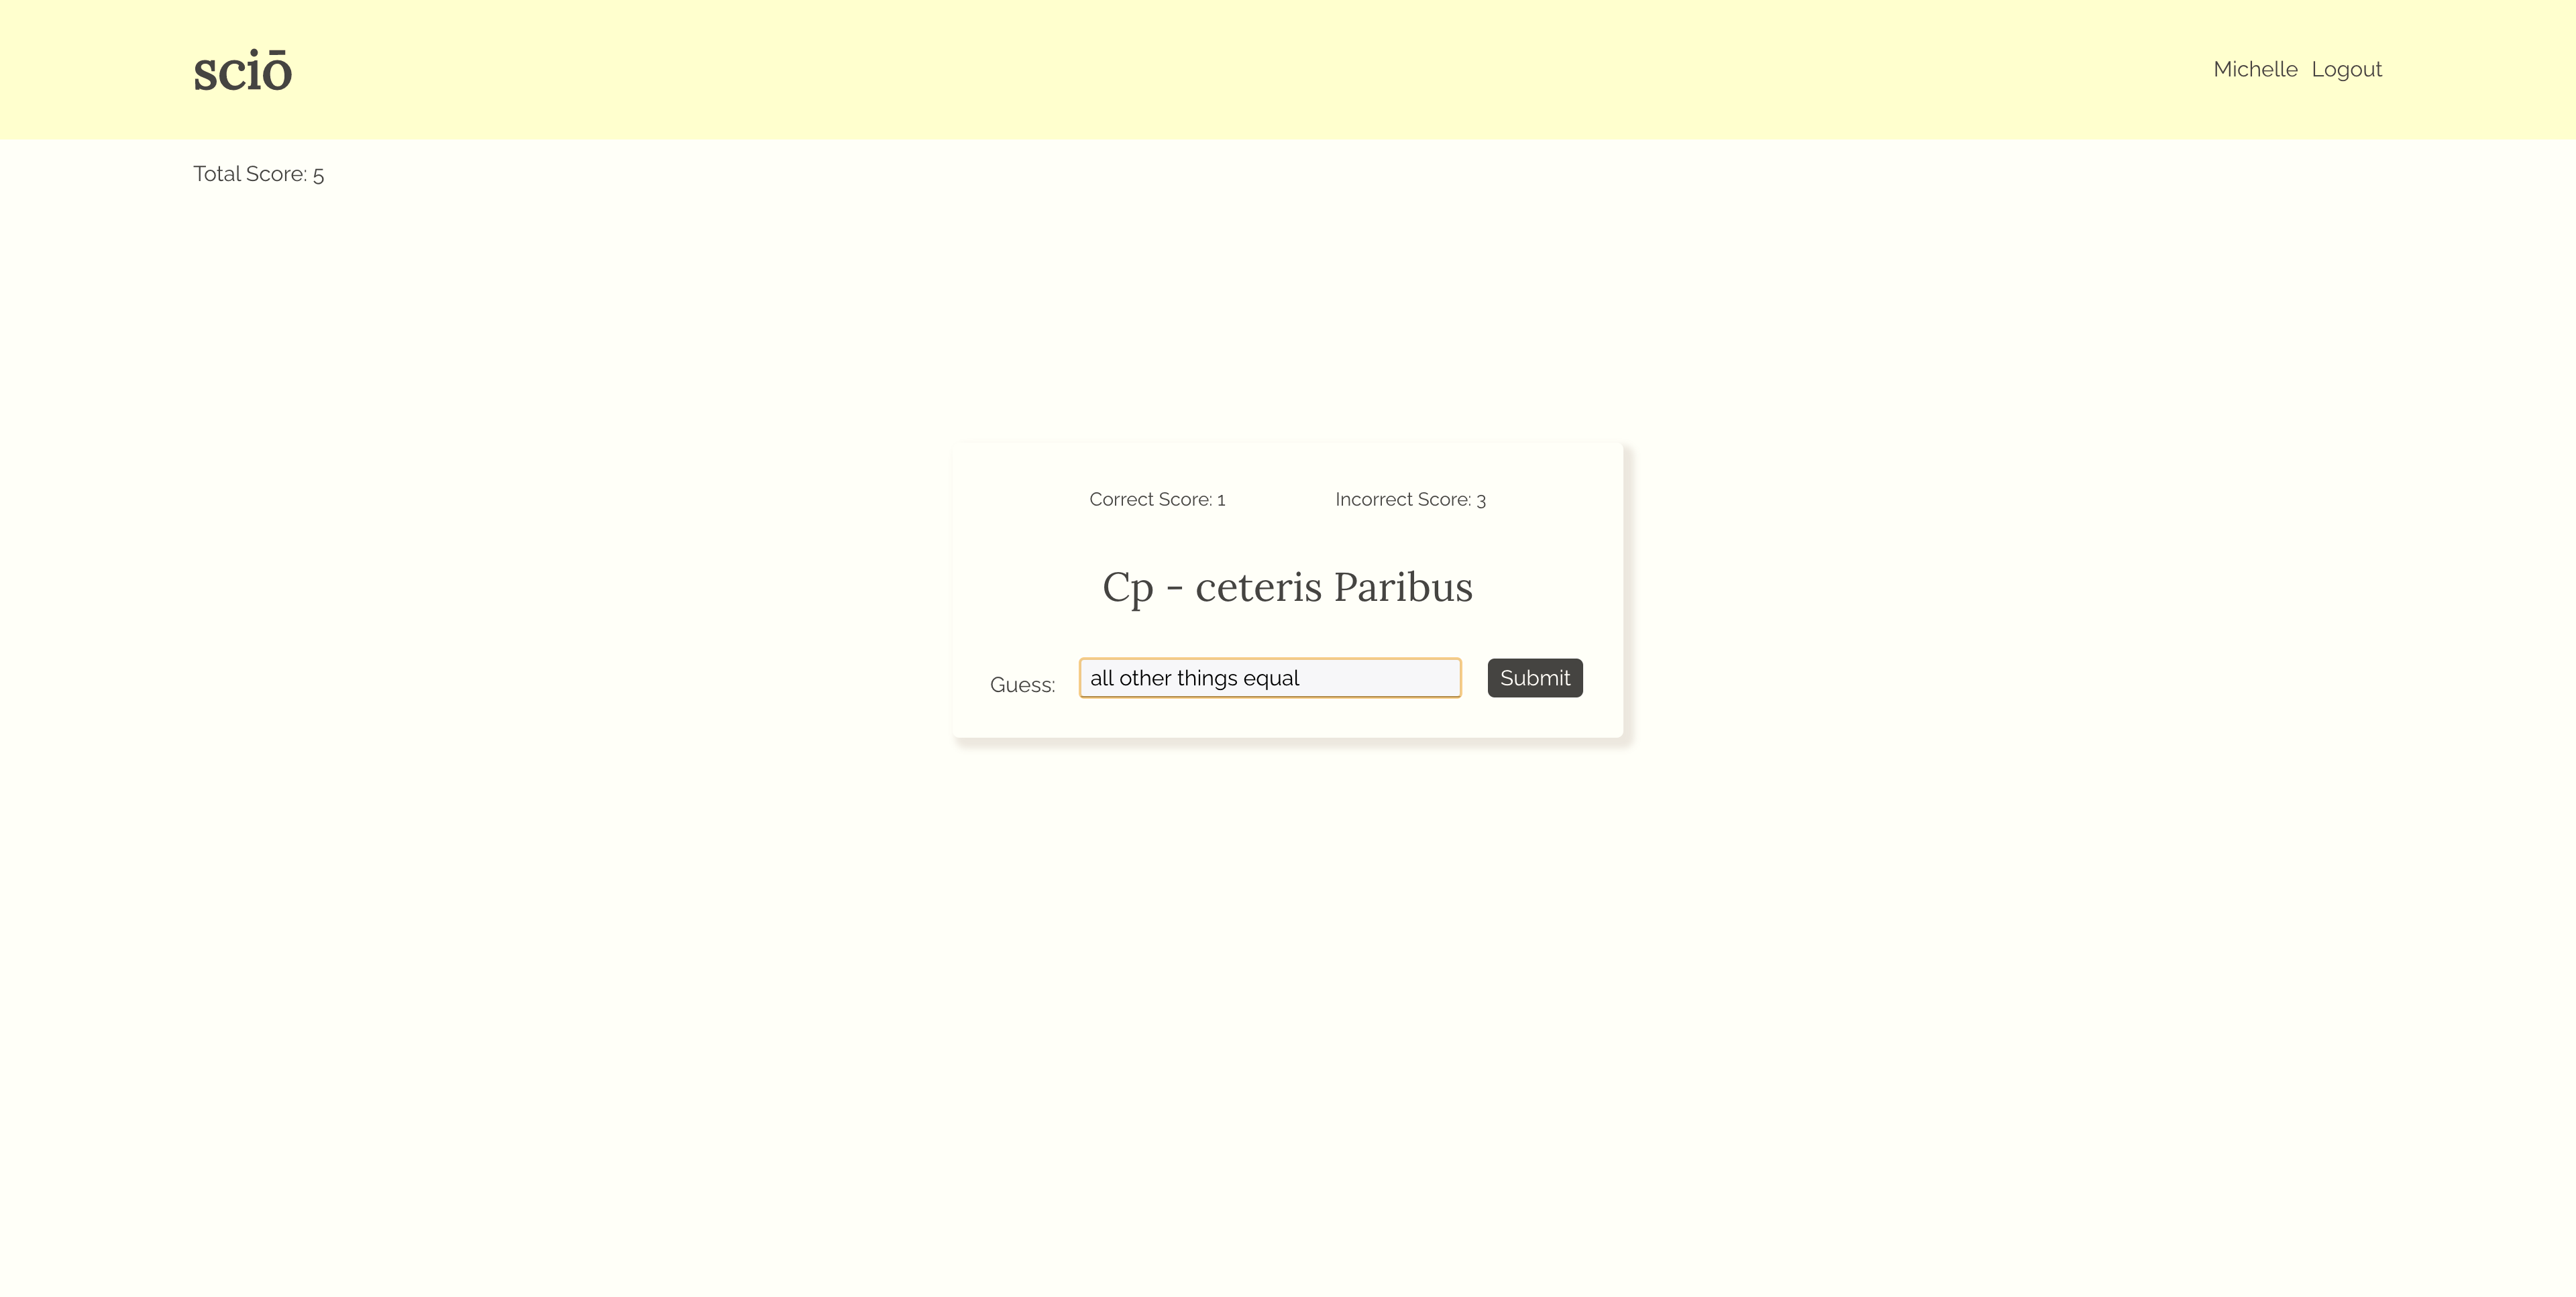 sciō
Michelle Logout
Total Score: 5
Correct Score: 1 Incorrect Score: 3
Cp - ceteris Paribus
Guess: all other things equal Submit